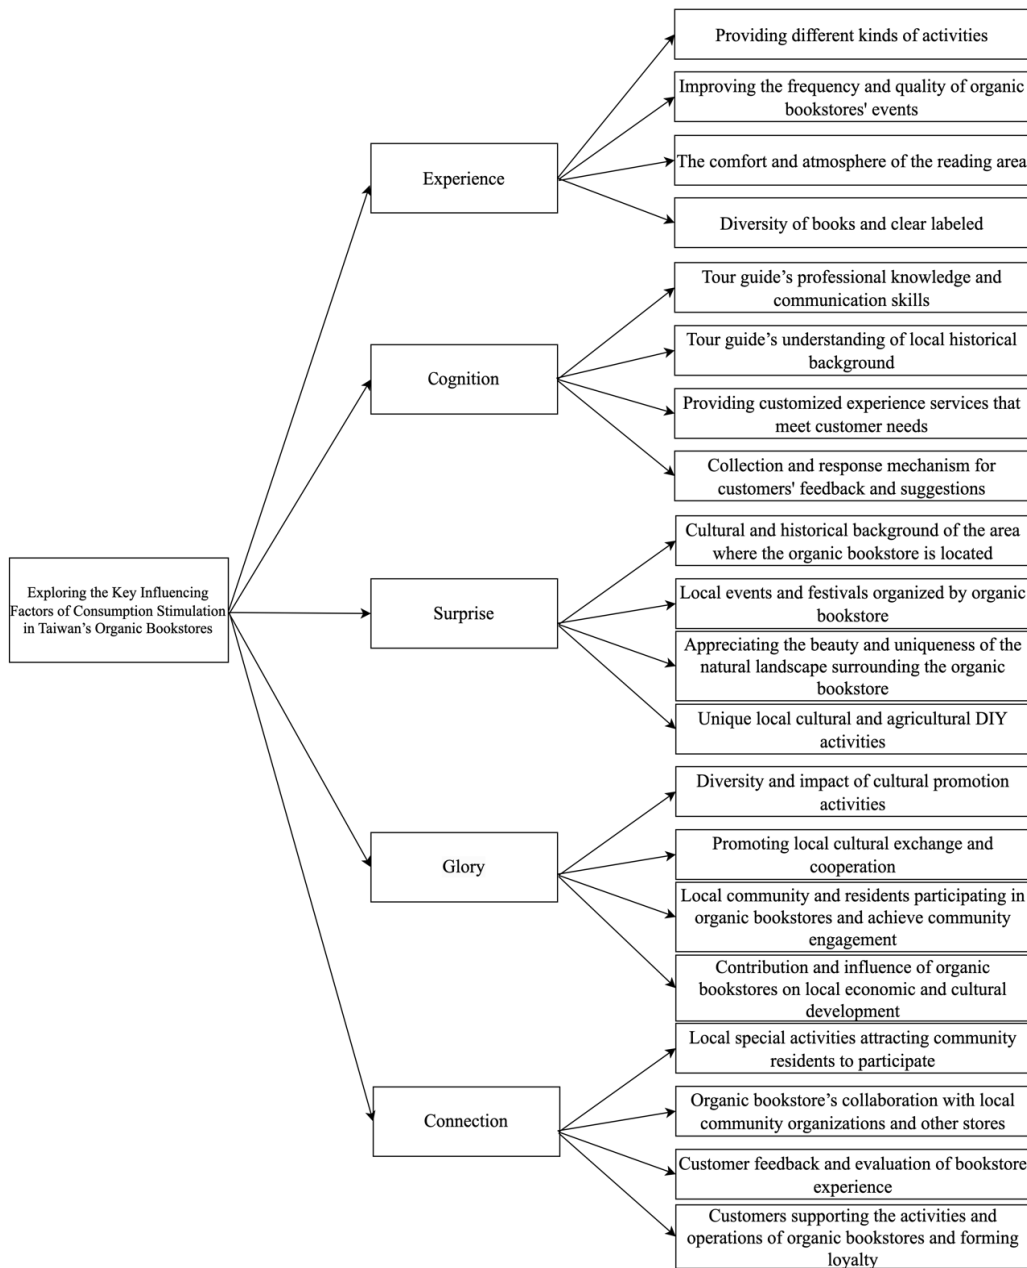 Exploring the Key Influencing
Factors of Consumption Stimulation
in Taiwan's Organic Bookstores
Experience
Providing different kinds of activities
Improving the frequency and quality of organic
bookstores' events
The comfort and atmosphere of the reading area
Diversity of books and clear labeled
Cognition
Tour guide’s professional knowledge and
communication skills
Tour guide’s understanding of local historical
background
Providing customized experience services that
meet customer needs
Collection and response mechanism for
customers' feedback and suggestions
Surprise
Cultural and historical background of the area
where the organic bookstore is located
Local events and festivals organized by organic
bookstore
Appreciating the beauty and uniqueness of the
natural landscape surrounding the organic
bookstore
Unique local cultural and agricultural DIY
activities
Glory
Diversity and impact of cultural promotion
activities
Promoting local cultural exchange and
cooperation
Local community and residents participating in
organic bookstores and achieve community
engagement
Contribution and influence of organic
bookstores on local economic and cultural
development
Connection
Local special activities attracting community
residents to participate
Organic bookstore’s collaboration with local
community organizations and other stores
Customer feedback and evaluation of bookstore
experience
Customers supporting the activities and
operations of organic bookstores and forming
loyalty